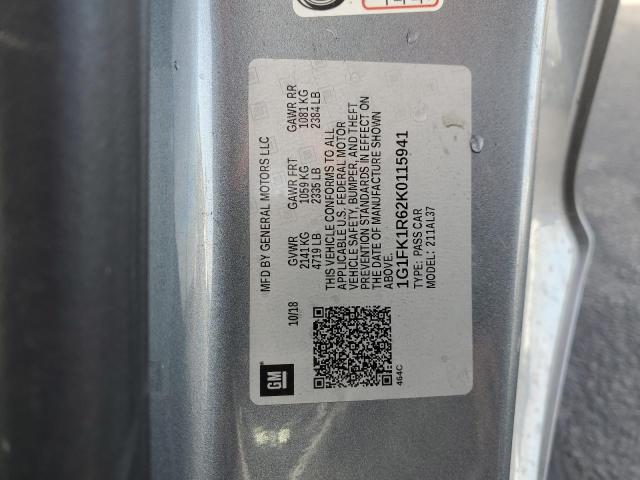 GM
10/18
MFD BY GENERAL MOTORS LLC
GVWR GAWR FRT GAWR RR
2141 KG 1059 KG 1081 KG
4719 LB 2335 LB 2384 LB
THIS VEHICLE CONFORMS TO ALL
APPLICABLE U.S. FEDERAL MOTOR
VEHICLE SAFETY, BUMPER, AND THEFT
PREVENTION STANDARDS IN EFFECT ON
THE DATE OF MANUFACTURE SHOWN
ABOVE.
1G1FK1R62K0115941
TYPE: PASS CAR
MODEL: 211AL37
464C